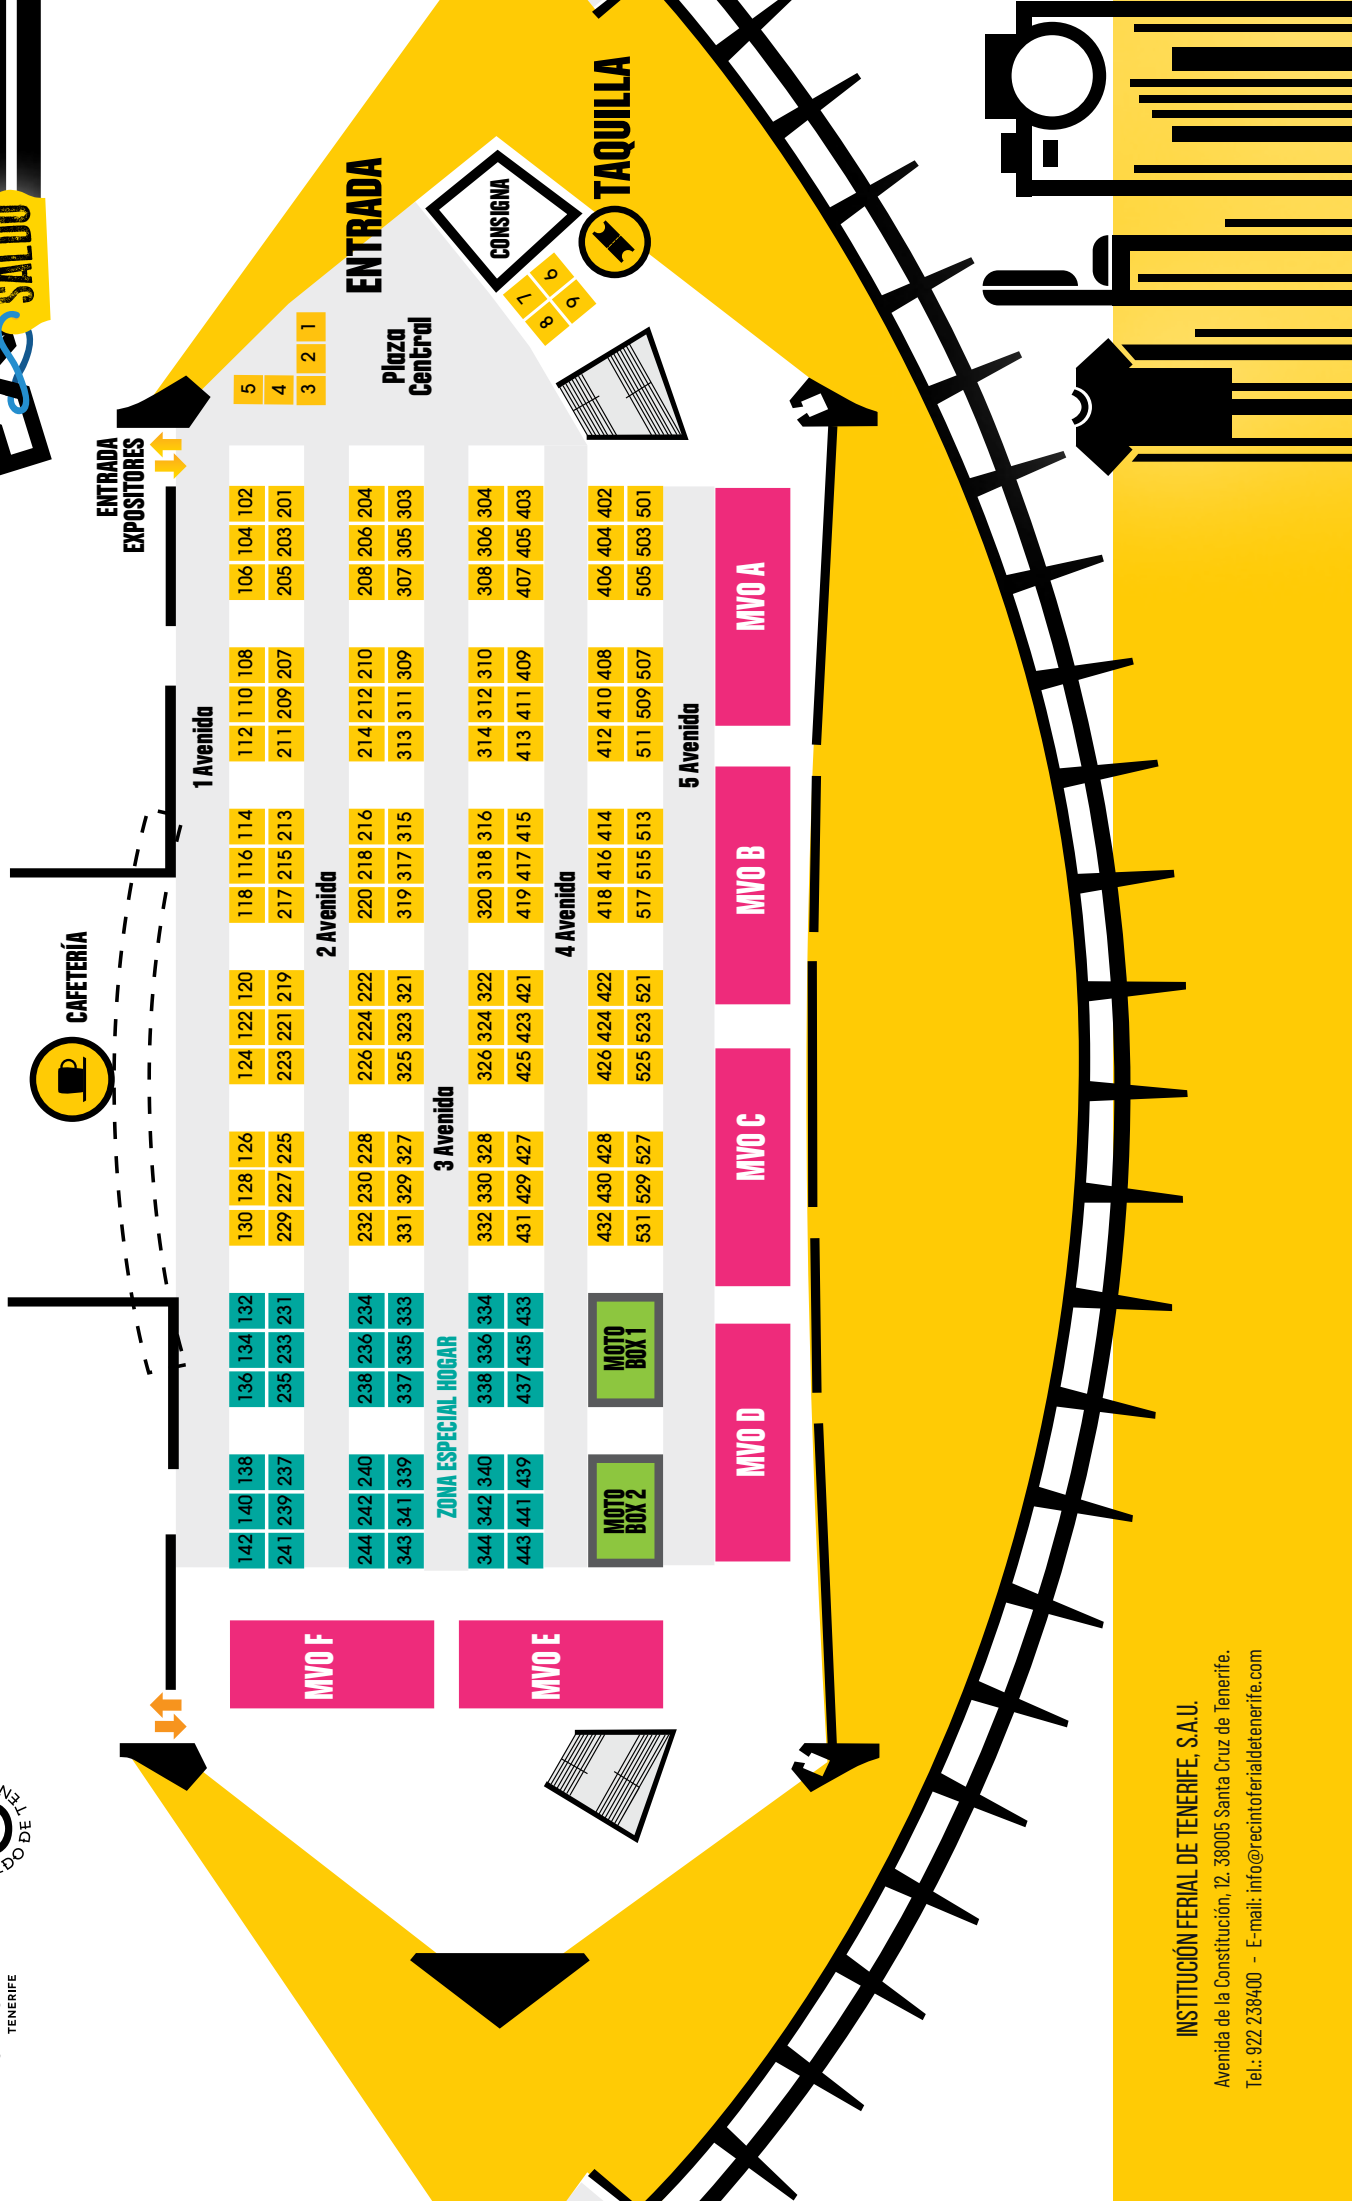 SALDO
TAQUILLA
ENTRADA
CONSIGNA
Plaza
Central
1
2
3
4
5
6
7
8
9
ENTRADA
EXPOSITORES
CAFETERÍA
1 Avenida
102 104 106 108 110 112 114 116 118 120 122 124 126 128 130 132 134 136 138 140 142
201 203 205 207 209 211 213 215 217 219 221 223 225 227 229 231 233 235 237 239 241
2 Avenida
204 206 208 210 212 214 216 218 220 222 224 226 228 230 232 234 236 238 240 242 244
303 305 307 309 311 313 315 317 319 321 323 325 327 329 331 333 335 337 339 341 343
3 Avenida
ZONA ESPECIAL HOGAR
304 306 308 310 312 314 316 318 320 322 324 326 328 330 332 334 336 338 340 342 344
403 405 407 409 411 413 415 417 419 421 423 425 427 429 431 433 435 437 439 441 443
4 Avenida
402 404 406 408 410 412 414 416 418 422 424 426 428 430 432
501 503 505 507 509 511 513 515 517 521 523 525 527 529 531
MOTO
BOX 1
MOTO
BOX 2
5 Avenida
MVO A
MVO B
MVO C
MVO D
MVO E
MVO F
TENERIFE
INSTITUCIÓN FERIAL DE TENERIFE, S.A.U.
Avenida de la Constitución, 12. 38005 Santa Cruz de Tenerife.
Tel.: 922 238400 - E-mail: info@recintoferialdetenerife.com